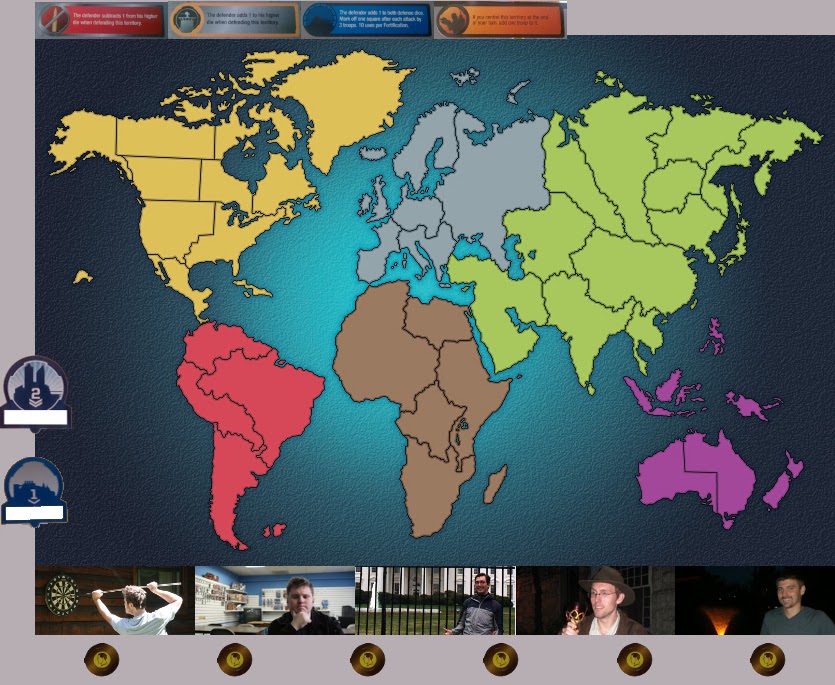 The defender subtracts 1 from his higher
die when defending this territory.
The defender adds 1 to his higher
die when defending this territory.
The defender adds 1 to both defense dice.
Mark off one square after each attack by
3 troops. 10 uses per Fortification.
If you control this territory at the start
of your turn, add one troop to it.
2
1